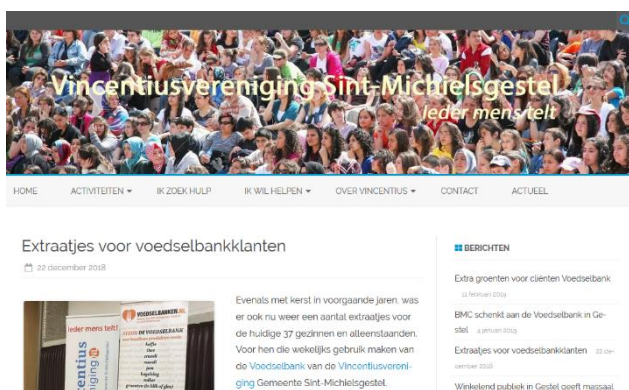 Vincentiusvereniging Sint-Michielsgestel
Ieder mens telt
HOME ACTIVITEITEN IK ZOEK HULP IK WIL HELPEN OVER VINCENTIUS CONTACT ACTUEEL
Extraatjes voor voedselbankklanten
22 december 2018
Ieder mens telt!
VOEDSELBANKEN.NL
DE VOEDSELBANK
Evenals met kerst in voorgaande jaren, was
er ook nu weer een aantal extraatjes voor
de huidige 37 gezinnen en alleenstaanden.
Voor hen die wekelijks gebruik maken van
de Voedselbank van de Vincentiusvereni-
ging Gemeente Sint-Michielsgestel.
BERICHTEN
Extra groenten voor cliënten Voedselbank
11 februari 2019
BMC schenkt aan de Voedselbank in Ge-
stel 4 januari 2019
Extraatjes voor voedselbankklanten 22 de-
cember 2018
Winkelend publiek in Gestel geeft massaal